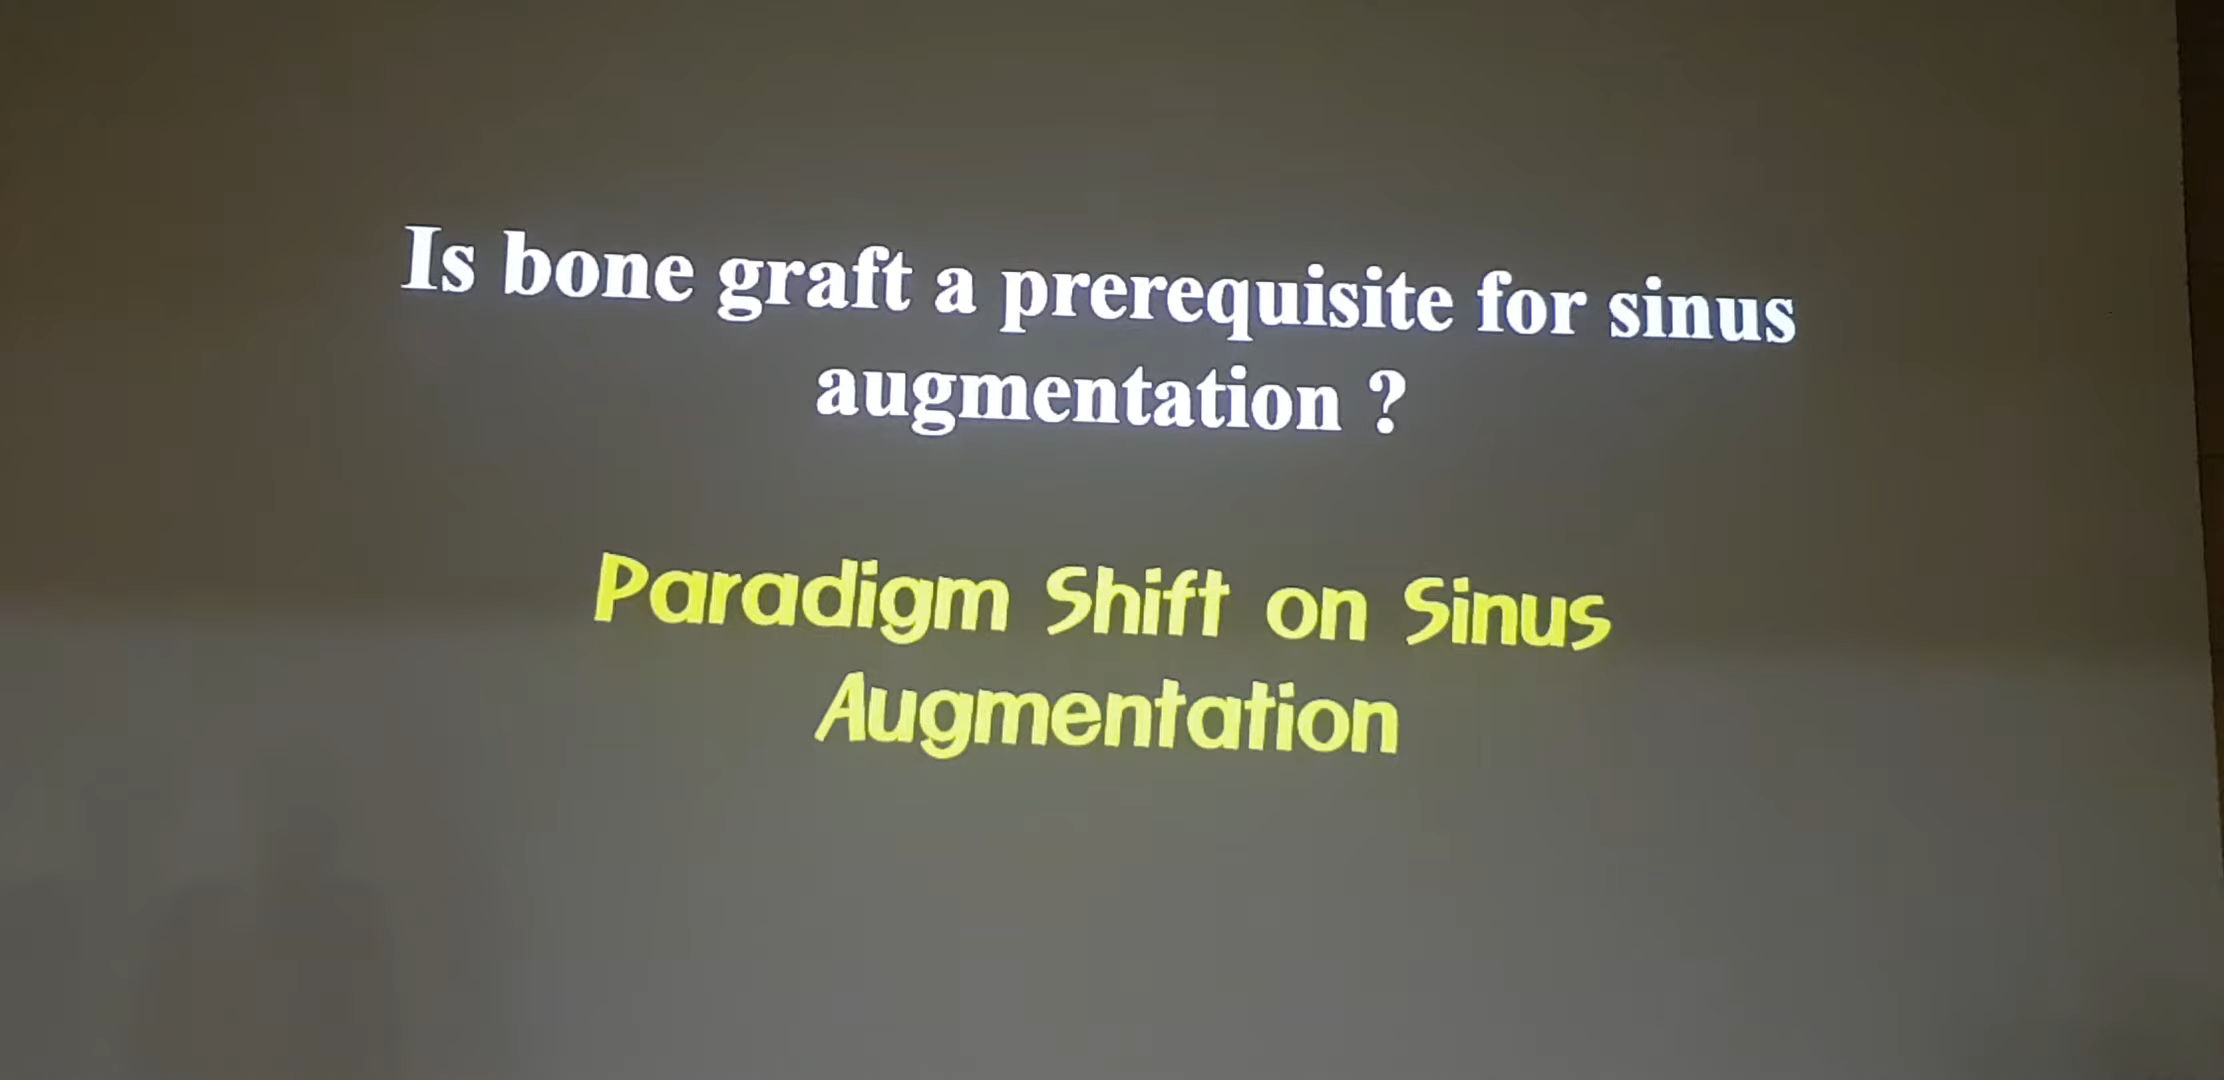 Is bone graft a prerequisite for sinus
augmentation ?
Paradigm Shift on Sinus
Augmentation